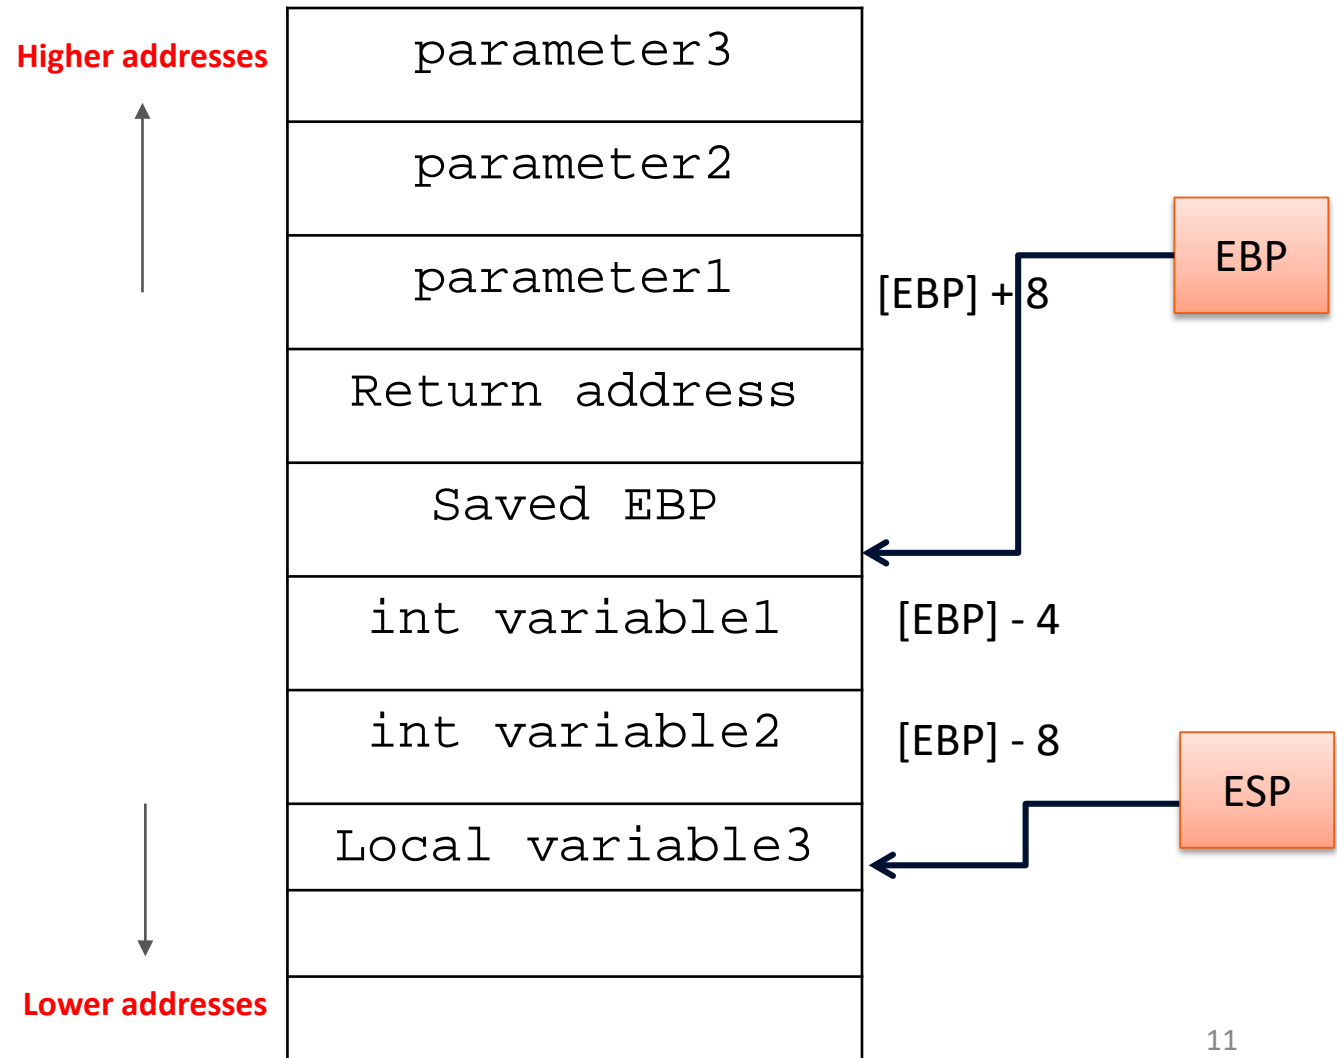 Higher addresses
parameter3
parameter2
parameter1
[EBP] + 8
EBP
Return address
Saved EBP
int variable1
[EBP] - 4
int variable2
[EBP] - 8
ESP
Local variable3
Lower addresses
11